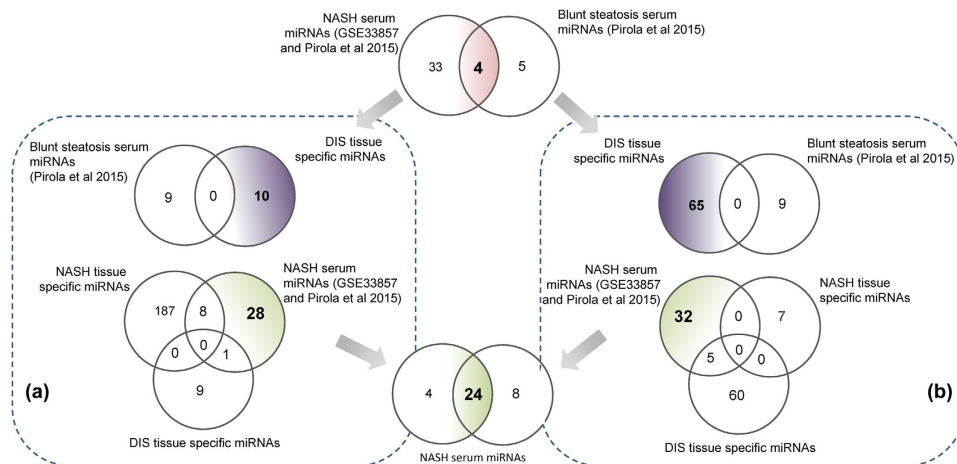 NASH serum
miRNAs (GSE33857
and Pirola et al 2015)
Blunt steatosis serum
miRNAs (Pirola et al 2015)
33
4
5
DIS tissue
specific miRNAs
Blunt steatosis serum
miRNAs
(Pirola et al 2015)
9
0
10
NASH tissue
specific miRNAs
NASH serum
miRNAs (GSE33857
and Pirola et al 2015)
187
8
28
0
0
1
9
(a)
DIS tissue specific miRNAs
DIS tissue
specific miRNAs
Blunt steatosis serum
miRNAs (Pirola et al 2015)
65
0
9
NASH serum
miRNAs (GSE33857
and Pirola et al 2015)
NASH tissue
specific miRNAs
32
0
7
5
0
0
60
(b)
DIS tissue specific miRNAs
4
24
8
NASH serum miRNAs